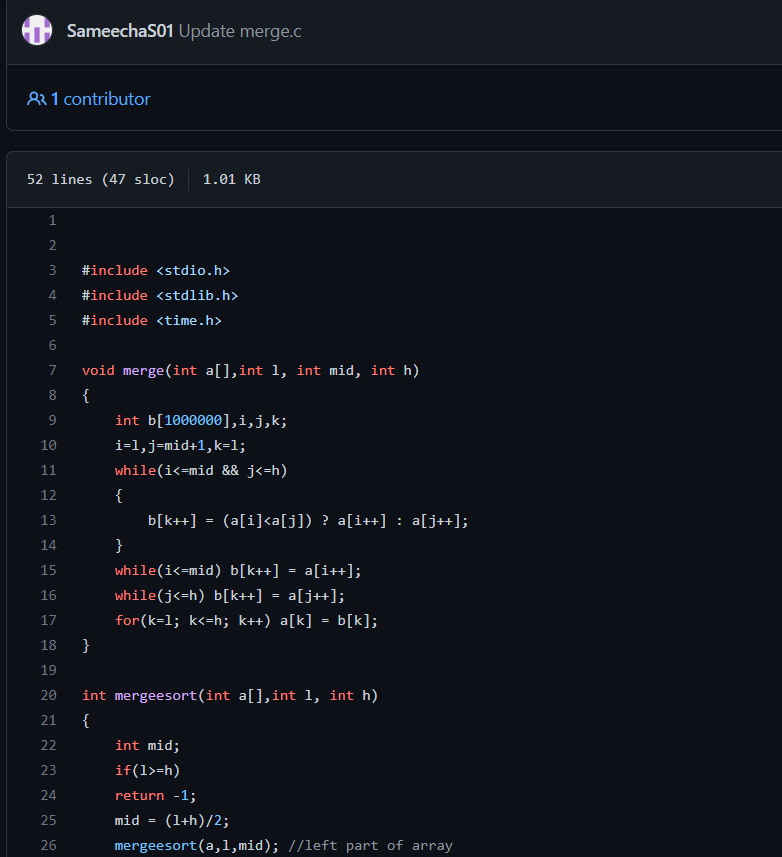 SameechaS01 Update merge.c
1 contributor
52 lines (47 sloc) 1.01 KB
1
2
3 #include <stdio.h>
4 #include <stdlib.h>
5 #include <time.h>
6
7 void merge(int a[],int l, int mid, int h)
8 {
9     int b[1000000],i,j,k;
10     i=l,j=mid+1,k=l;
11     while(i<=mid && j<=h)
12     {
13         b[k++] = (a[i]<a[j]) ? a[i++] : a[j++];
14     }
15     while(i<=mid) b[k++] = a[i++];
16     while(j<=h) b[k++] = a[j++];
17     for(k=l; k<=h; k++) a[k] = b[k];
18 }
19
20 int mergeesort(int a[],int l, int h)
21 {
22     int mid;
23     if(l>=h)
24     return -1;
25     mid = (l+h)/2;
26     mergeesort(a,l,mid); //left part of array